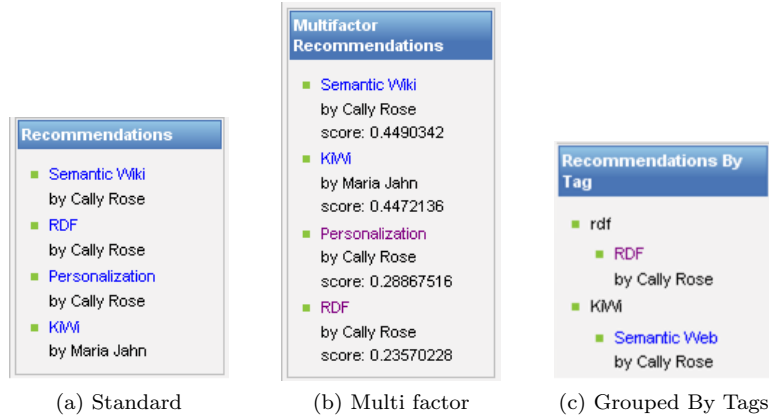 Recommendations
Semantic Wiki
by Cally Rose
RDF
by Cally Rose
Personalization
by Cally Rose
KiWi
by Maria Jahn
(a) Standard
Multifactor
Recommendations
Semantic Wiki
by Cally Rose
score: 0.4490342
KiWi
by Maria Jahn
score: 0.4472136
Personalization
by Cally Rose
score: 0.28867516
RDF
by Cally Rose
score: 0.23570228
(b) Multi factor
Recommendations By
Tag
rdf
RDF
by Cally Rose
KiWi
Semantic Web
by Cally Rose
(c) Grouped By Tags